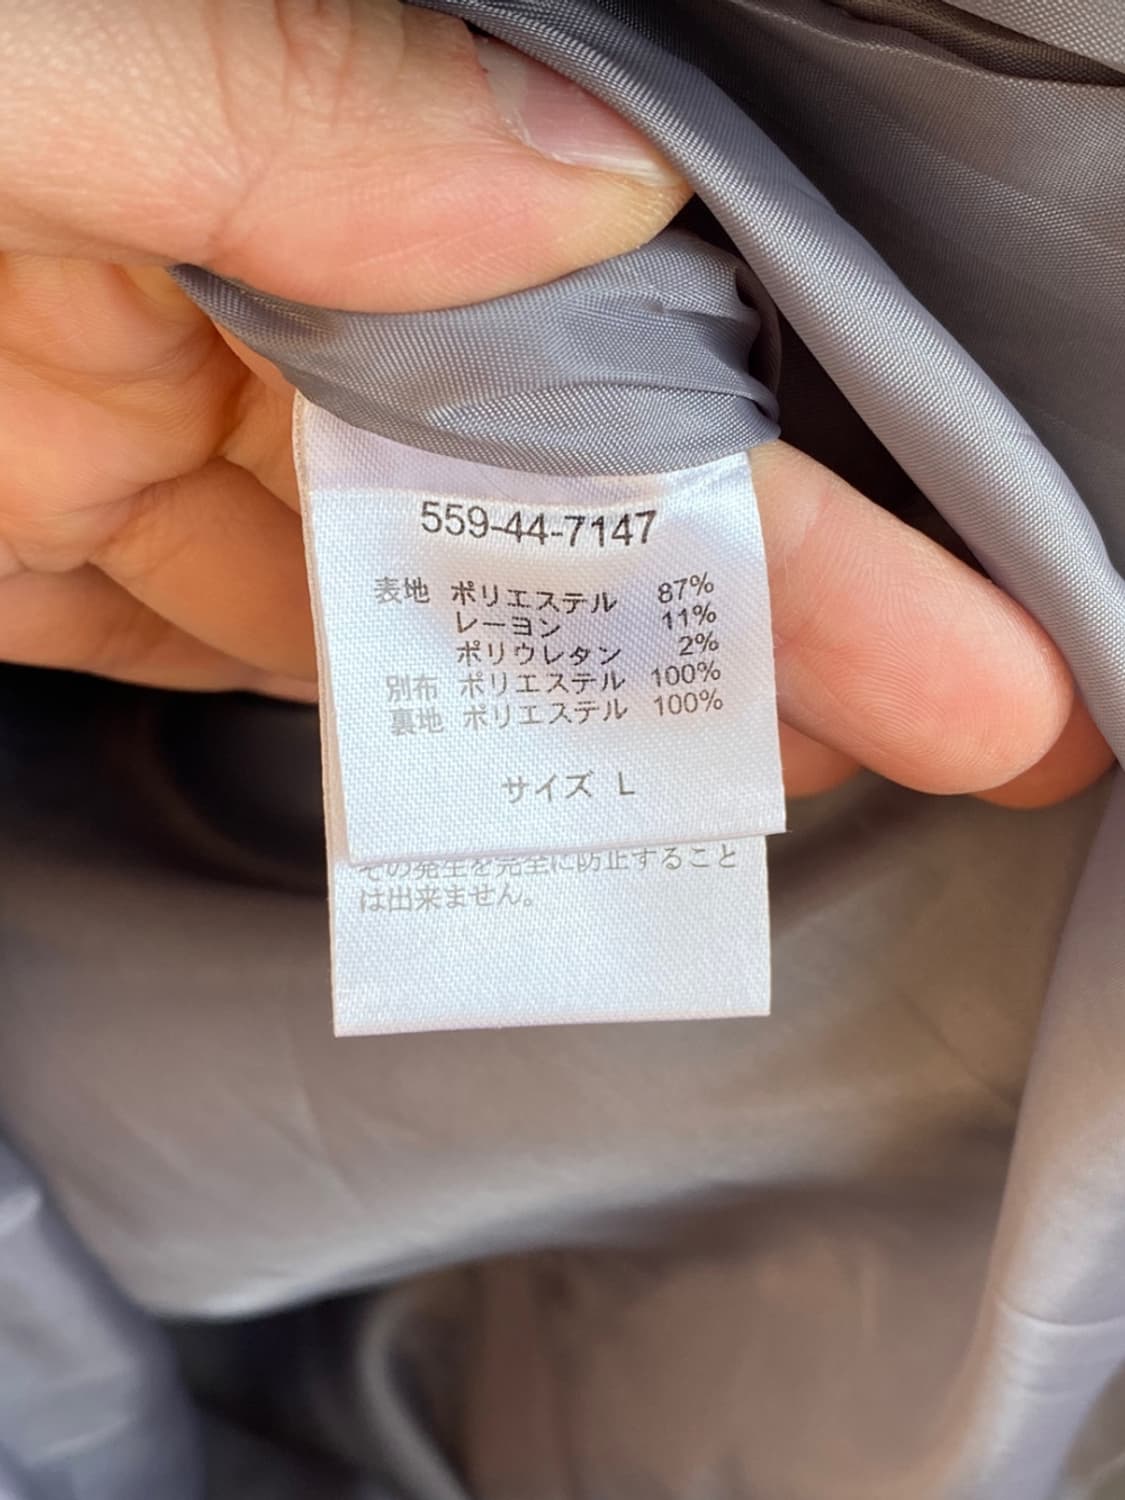 559-44-7147
表地 ポリエステル 87%
レーヨン 11%
ポリウレタン 2%
別布 ポリエステル 100%
裏地 ポリエステル 100%
サイズ L
その発生を完全に防止すること
は出来ません。